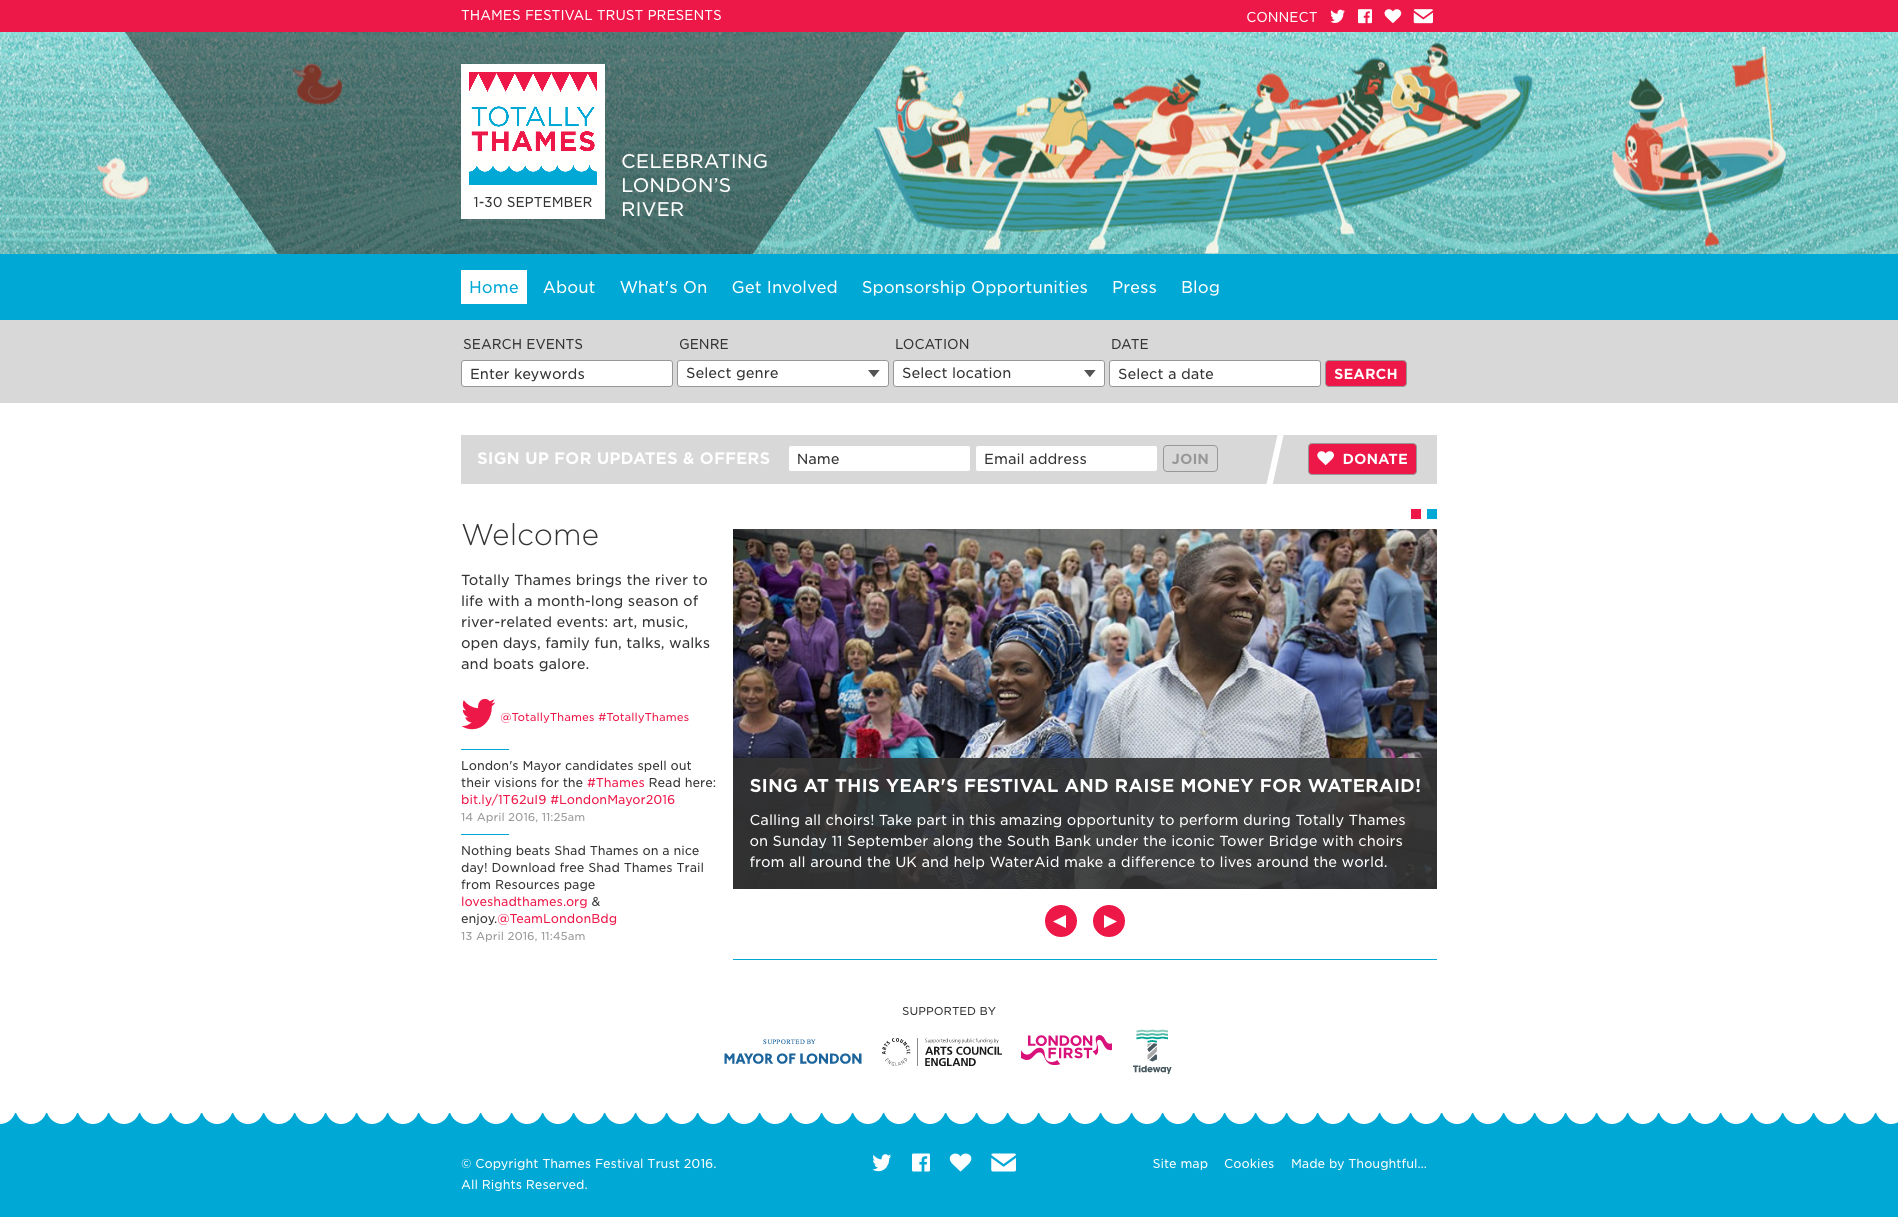 THAMES FESTIVAL TRUST PRESENTS
CONNECT
TOTALLY
THAMES
1-30 SEPTEMBER
CELEBRATING
LONDON'S
RIVER
Home About What's On Get Involved Sponsorship Opportunities Press Blog
SEARCH EVENTS GENRE LOCATION DATE
Enter keywords Select genre Select location Select a date SEARCH
SIGN UP FOR UPDATES & OFFERS Name Email address JOIN DONATE
Welcome
Totally Thames brings the river to
life with a month-long season of
river-related events: art, music,
open days, family fun, talks, walks
and boats galore.
@TotallyThames #TotallyThames
London's Mayor candidates spell out
their visions for the #Thames Read here:
bit.ly/1T62uI9 #LondonMayor2016
14 April 2016, 11:25am
Nothing beats Shad Thames on a nice
day! Download free Shad Thames Trail
from Resources page
loveshadthames.org &
enjoy.@TeamLondonBdg
13 April 2016, 11:45am
SING AT THIS YEAR'S FESTIVAL AND RAISE MONEY FOR WATERAID!
Calling all choirs! Take part in this amazing opportunity to perform during Totally Thames
on Sunday 11 September along the South Bank under the iconic Tower Bridge with choirs
from all around the UK and help WaterAid make a difference to lives around the world.
SUPPORTED BY
SUPPORTED BY
MAYOR OF LONDON
ARTS COUNCIL
ENGLAND
Supported using public funding by
ARTS COUNCIL
ENGLAND
LONDON
FIRST
Tideway
© Copyright Thames Festival Trust 2016.
All Rights Reserved.
Site map Cookies Made by Thoughtful...